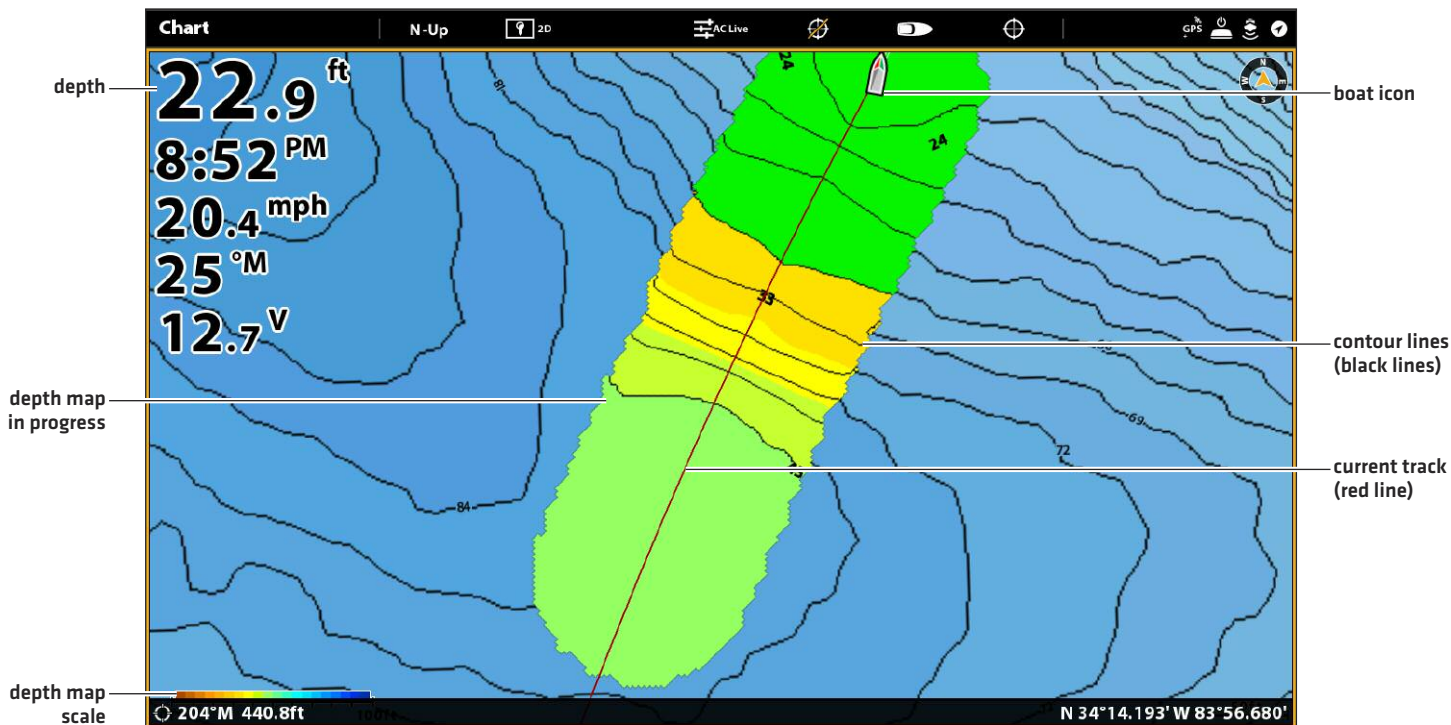 Chart
N-Up
2D
AC Live
GPS
N
W
E
S
depth
22.9 ft
8:52 PM
20.4 mph
25 °M
12.7 V
boat icon
24
24
81
33
contour lines
(black lines)
depth map
in progress
69
72
current track
(red line)
84
depth map
scale
100ft
204°M 440.8ft
N 34°14.193' W 83°56.680'